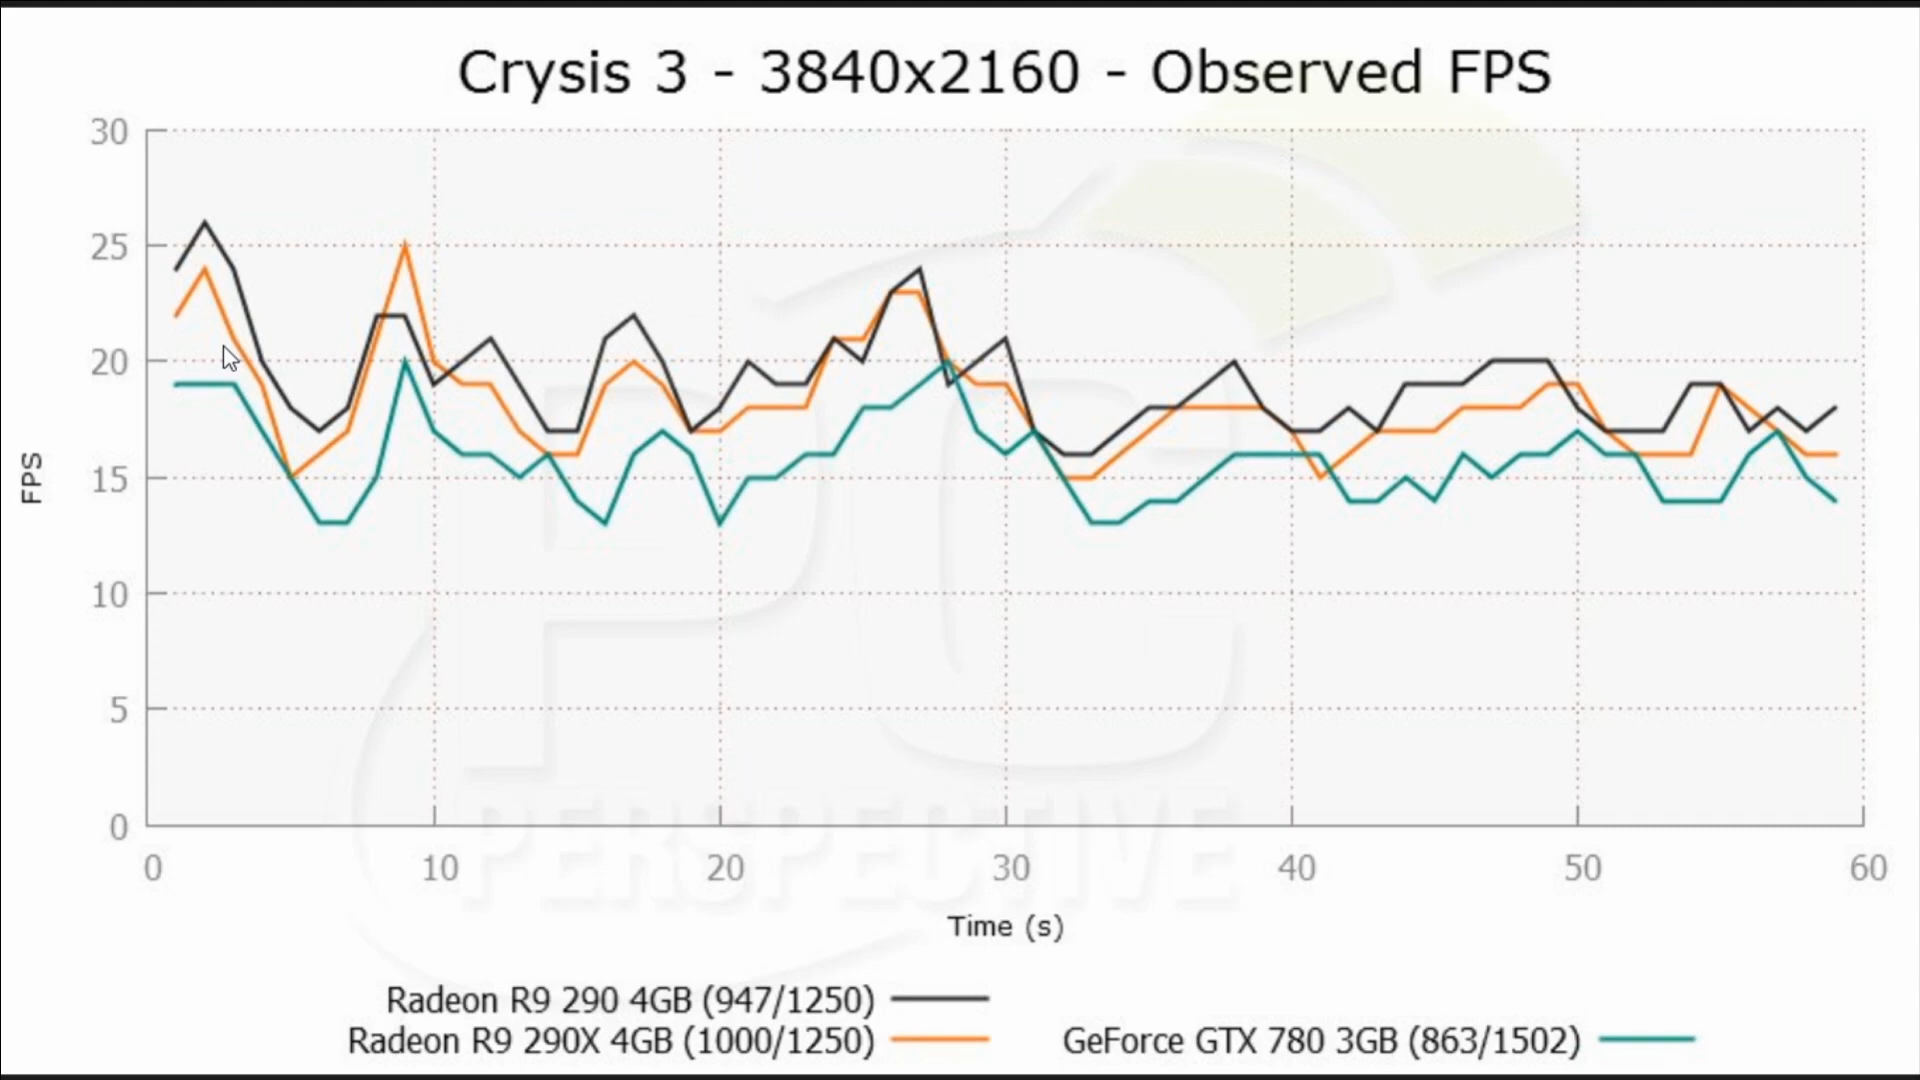 Crysis 3 - 3840x2160 - Observed FPS
30
25
20
15
10
5
0
FPS
0 10 20 30 40 50 60
Time (s)
Radeon R9 290 4GB (947/1250)
Radeon R9 290X 4GB (1000/1250) GeForce GTX 780 3GB (863/1502)
PC
PERSPECTIVE